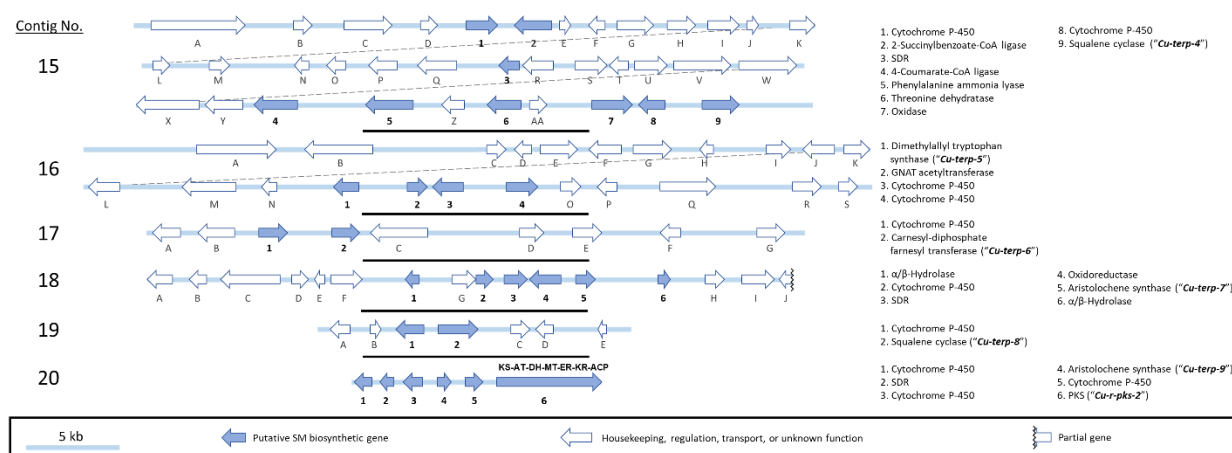 Contig No.
A B C D 1 2 E F G H I J K
15
L M N O P Q 3 R S T U V W
X Y 4 5 Z 6 AA 7 8 9
1. Cytochrome P-450
2. 2-Succinylbenzoate-CoA ligase
3. SDR
4. 4-Coumarate-CoA ligase
5. Phenylalanine ammonia lyase
6. Threonine dehydratase
7. Oxidase
8. Cytochrome P-450
9. Squalene cyclase ("Cu-terp-4")
16
A B C D E F G H I J K
L M N 1 2 3 4 O P Q R S
1. Dimethylallyl tryptophan
synthase ("Cu-terp-5")
2. GNAT acetyltransferase
3. Cytochrome P-450
4. Cytochrome P-450
17
A B 1 2 C D E F G
1. Cytochrome P-450
2. Carnesyl-diphosphate
farnesyl transferase ("Cu-terp-6")
18
A B C D E F 1 G 2 3 4 5 6 H I J
1. α/β-Hydrolase
2. Cytochrome P-450
3. SDR
4. Oxidoreductase
5. Aristolochene synthase ("Cu-terp-7")
6. α/β-Hydrolase
19
A B 1 2 C D E
1. Cytochrome P-450
2. Squalene cyclase ("Cu-terp-8")
20
KS-AT-DH-MT-ER-KR-ACP
1 2 3 4 5 6
1. Cytochrome P-450
2. SDR
3. Cytochrome P-450
4. Aristolochene synthase ("Cu-terp-9")
5. Cytochrome P-450
6. PKS ("Cu-r-pks-2")
5 kb
Putative SM biosynthetic gene
Housekeeping, regulation, transport, or unknown function
Partial gene